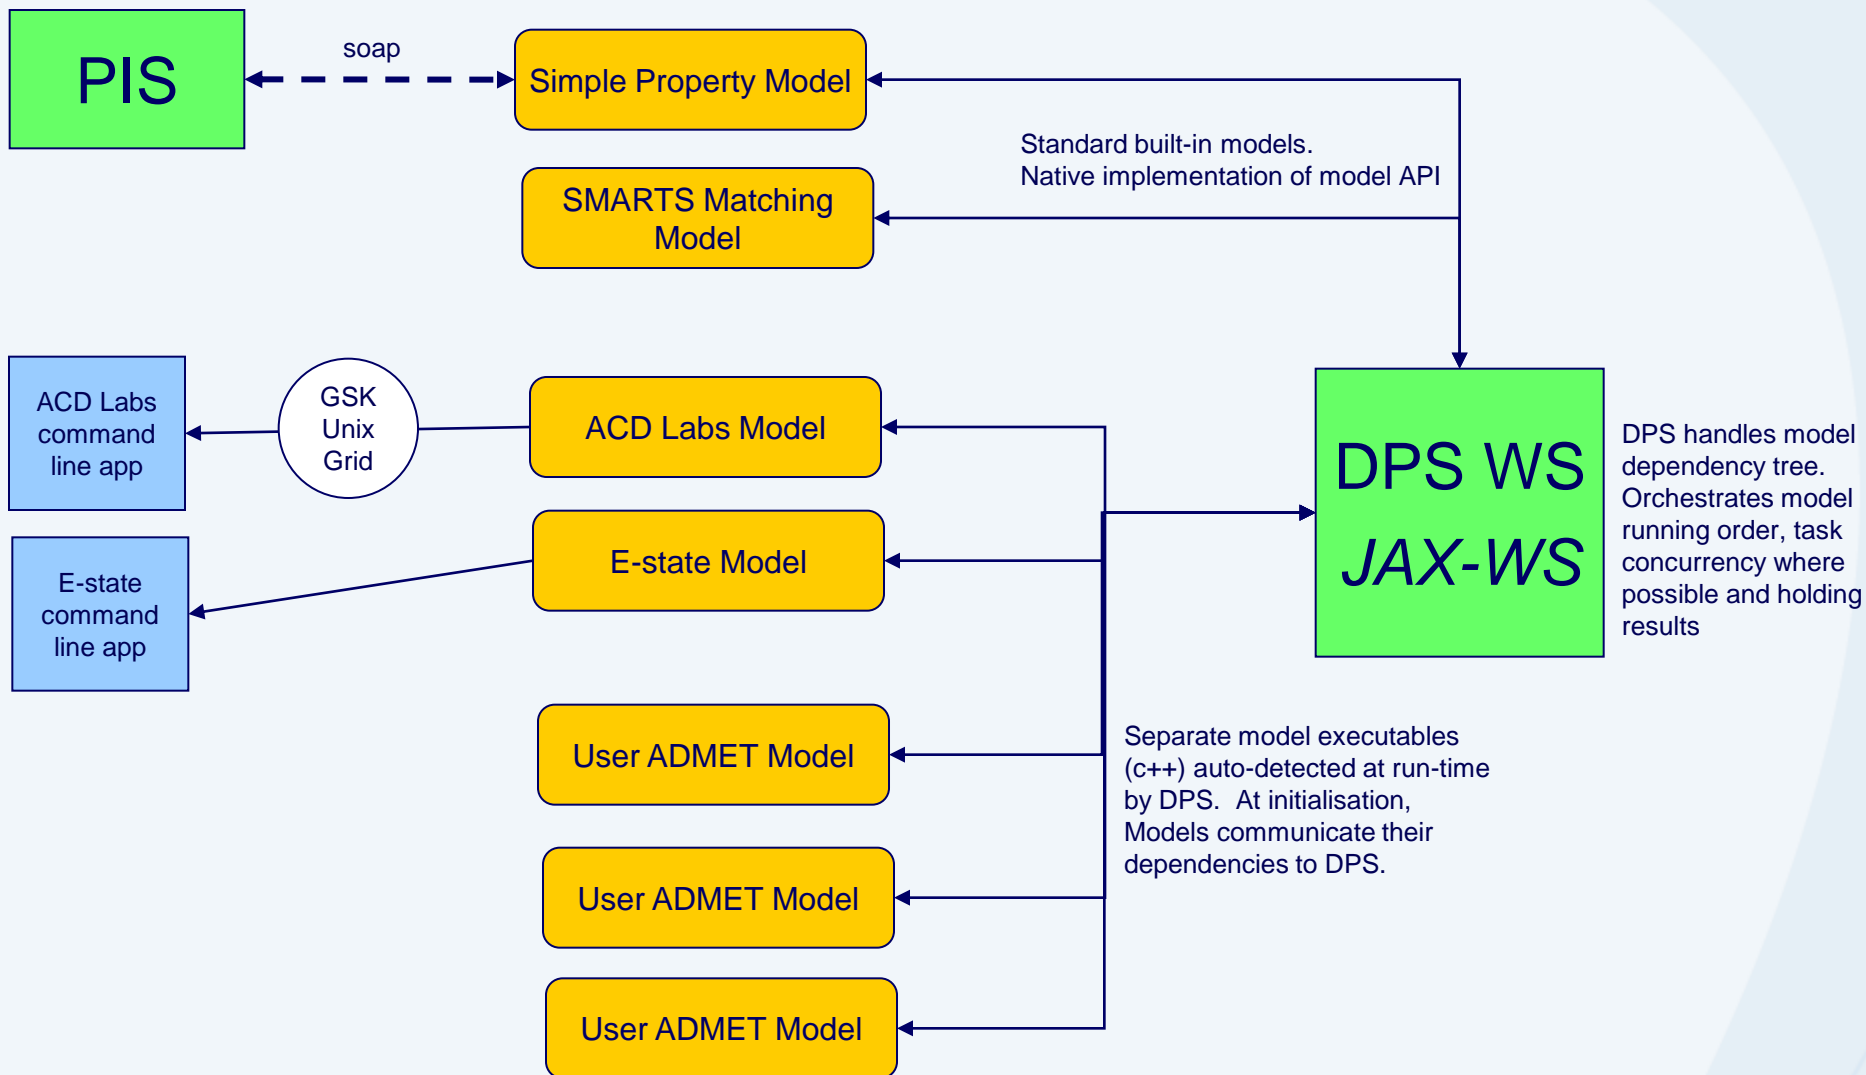 PIS
soap
Simple Property Model
Standard built-in models.
Native implementation of model API
SMARTS Matching
Model
ACD Labs
command
line app
GSK
Unix
Grid
ACD Labs Model
DPS WS
JAX-WS
DPS handles model
dependency tree.
Orchestrates model
running order, task
concurrency where
possible and holding
results
E-state
command
line app
E-state Model
User ADMET Model
Separate model executables
(c++) auto-detected at run-time
by DPS.  At initialisation,
Models communicate their
dependencies to DPS.
User ADMET Model
User ADMET Model